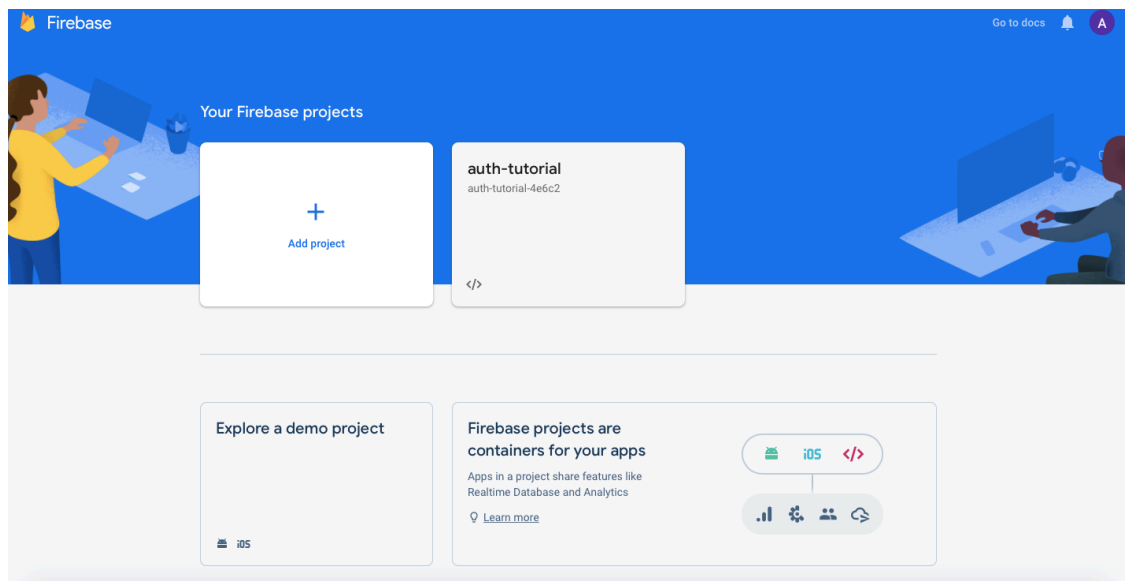 Firebase
Go to docs
A
Your Firebase projects
Add project
auth-tutorial
auth-tutorial-4e6c2
</>
Explore a demo project
iOS
Firebase projects are
containers for your apps
Apps in a project share features like
Realtime Database and Analytics
Learn more
iOS </>